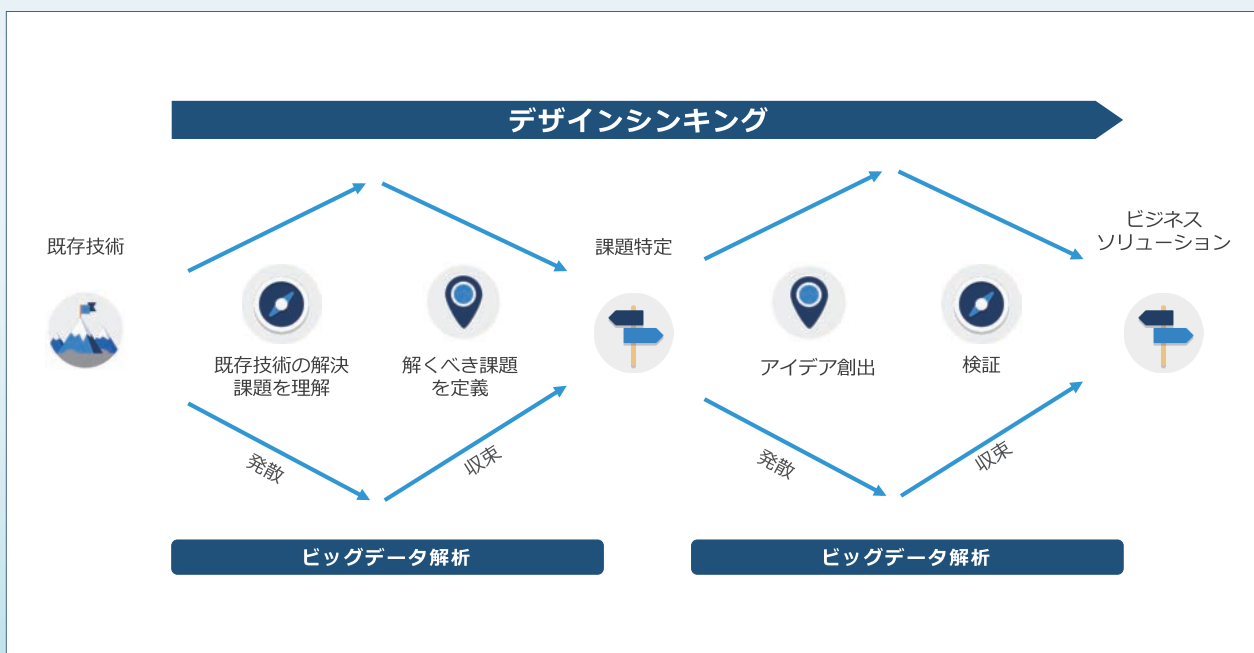 デザインシンキング
既存技術
既存技術の解決
課題を理解
解くべき課題
を定義
課題特定
アイデア創出
検証
ビジネス
ソリューション
発散
収束
発散
収束
ビッグデータ解析
ビッグデータ解析